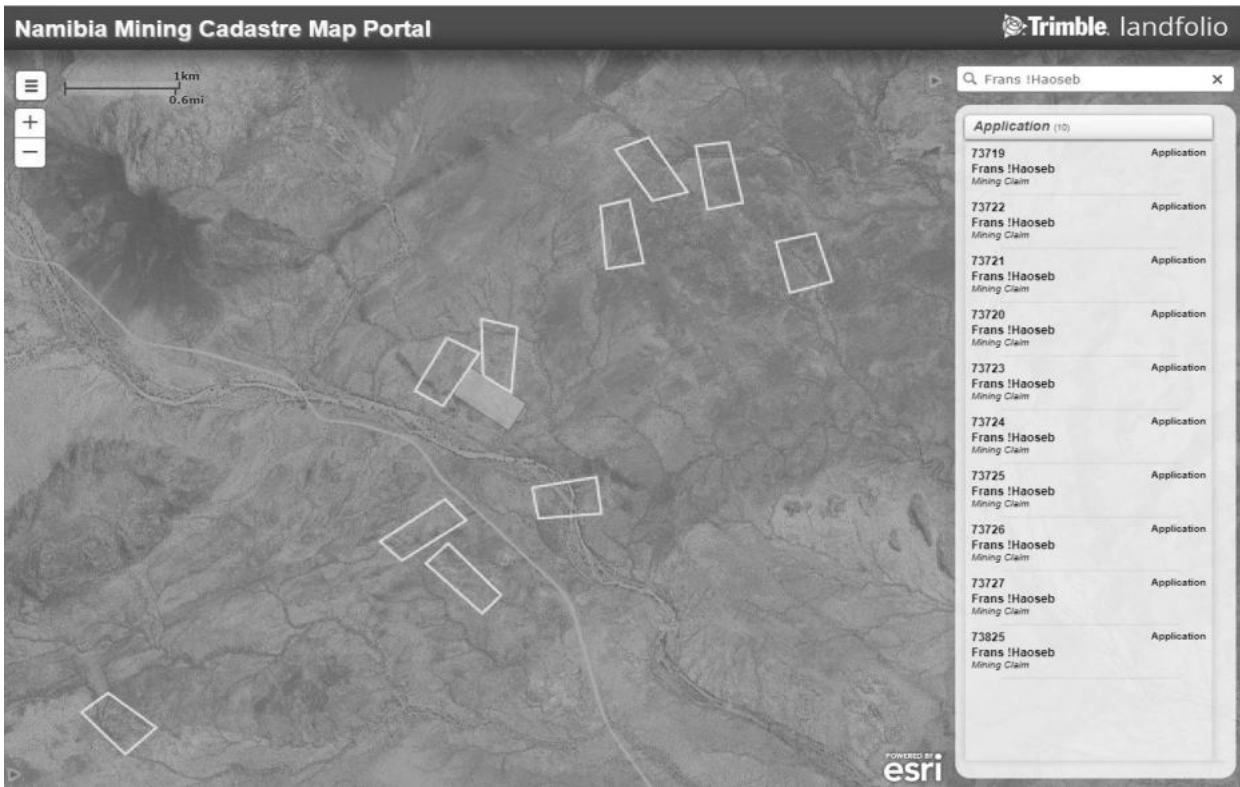 Namibia Mining Cadastre Map Portal
Trimble. landfolio
1km
0.6mi
Frans !Haoseb
Application (10)
73719 Application
Frans !Haoseb
Mining Claim
73722 Application
Frans !Haoseb
Mining Claim
73721 Application
Frans !Haoseb
Mining Claim
73720 Application
Frans !Haoseb
Mining Claim
73723 Application
Frans !Haoseb
Mining Claim
73724 Application
Frans !Haoseb
Mining Claim
73725 Application
Frans !Haoseb
Mining Claim
73726 Application
Frans !Haoseb
Mining Claim
73727 Application
Frans !Haoseb
Mining Claim
73825 Application
Frans !Haoseb
Mining Claim
POWERED BY
esri